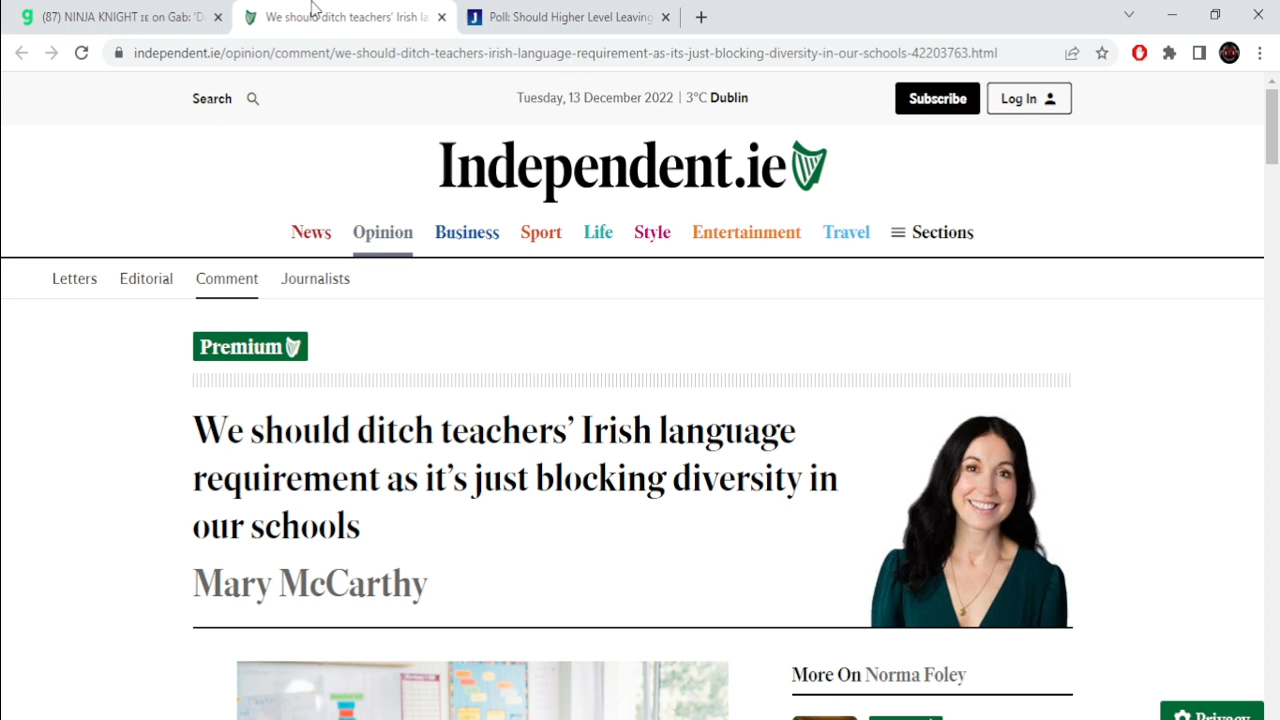 (87) NINJA KNIGHT ɪɛ on Gab: 'D
We should ditch teachers' Irish la
Poll: Should Higher Level Leaving
independent.ie/opinion/comment/we-should-ditch-teachers-irish-language-requirement-as-its-just-blocking-diversity-in-our-schools-42203763.html
Search
Tuesday, 13 December 2022 | 3°C Dublin
Subscribe
Log In
Independent.ie
News Opinion Business Sport Life Style Entertainment Travel Sections
Letters Editorial Comment Journalists
Premium
We should ditch teachers' Irish language
requirement as it's just blocking diversity in
our schools
Mary McCarthy
More On Norma Foley
Privacy